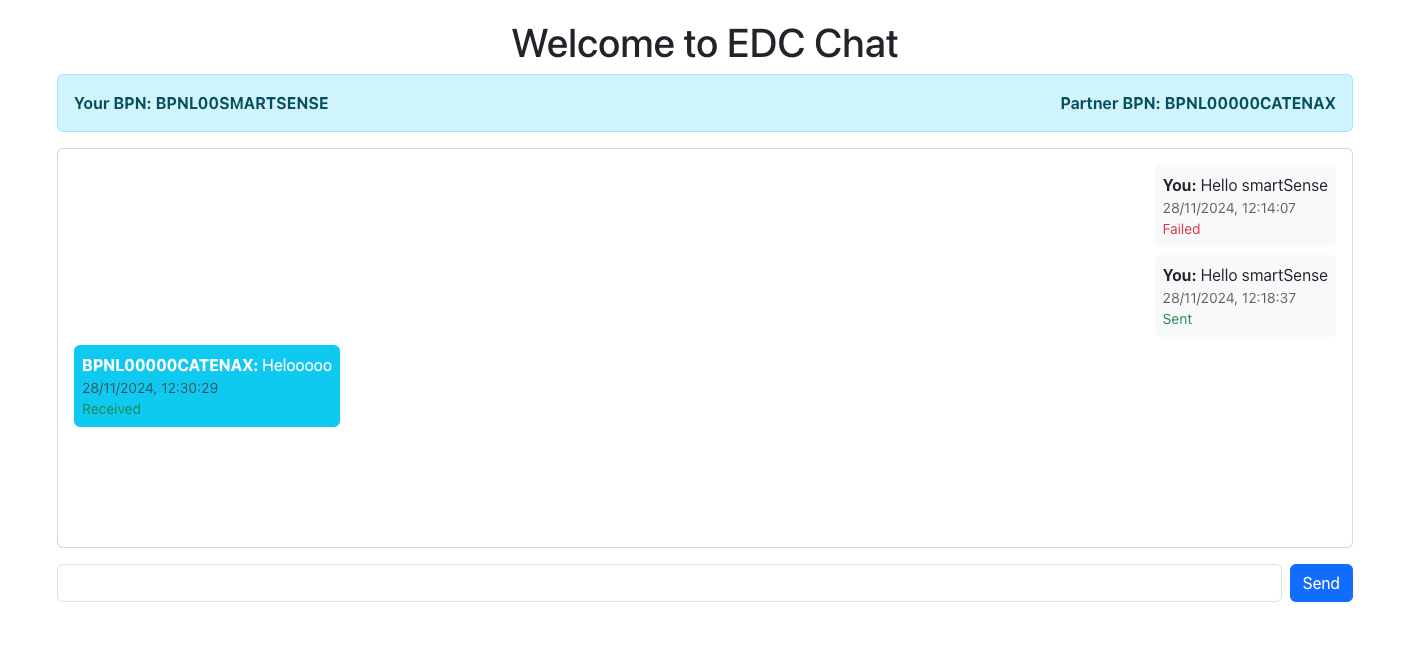 Welcome to EDC Chat
Your BPN: BPNL00SMARTSENSE
Partner BPN: BPNL00000CATENAX
You: Hello smartSense
28/11/2024, 12:14:07
Failed
You: Hello smartSense
28/11/2024, 12:18:37
Sent
BPNL00000CATENAX: Helooooo
28/11/2024, 12:30:29
Received
Send